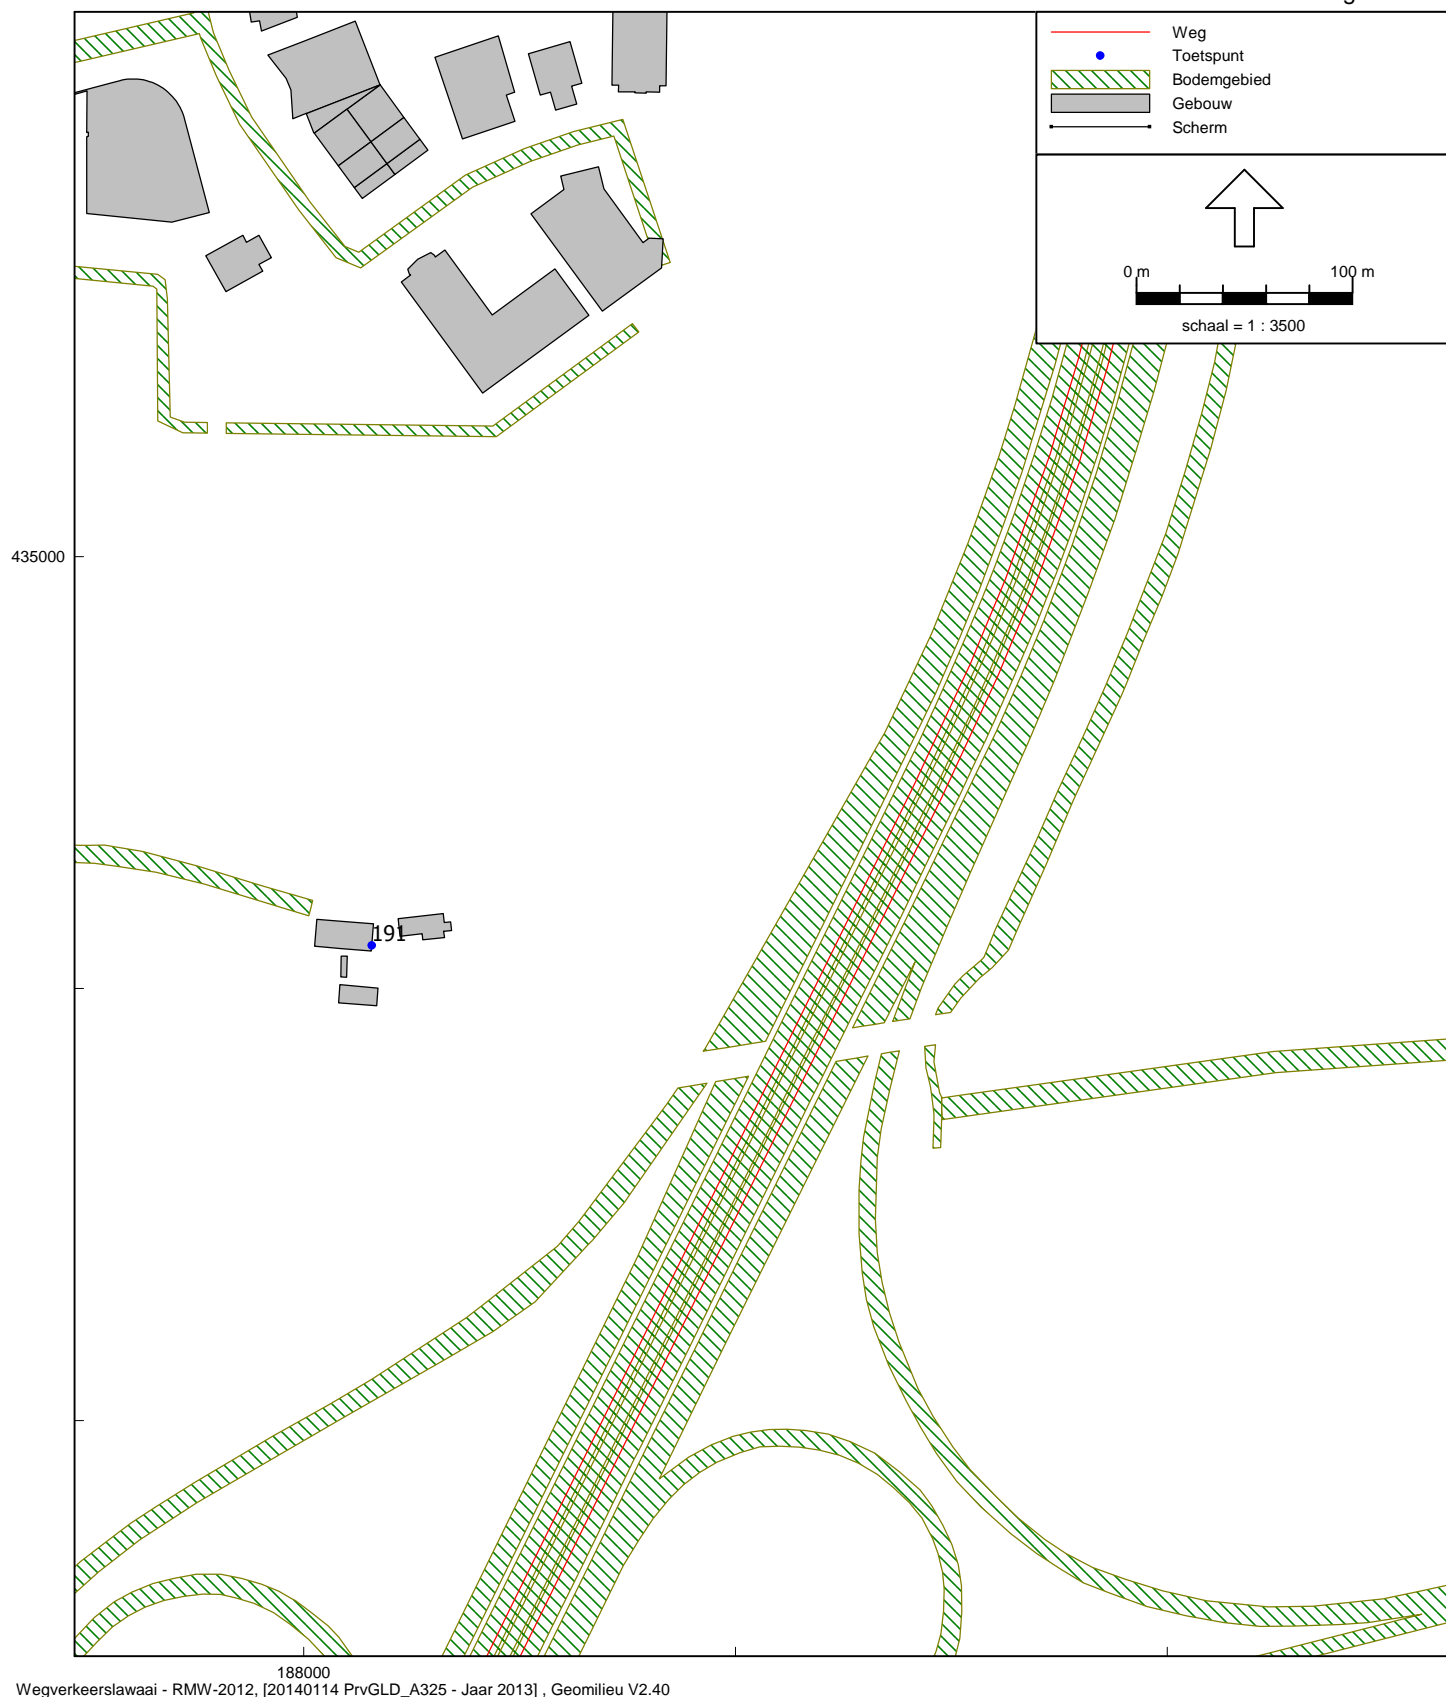 Weg
Toetspunt
Bodemgebied
Gebouw
Scherm
0 m 100 m
schaal = 1 : 3500
435000
191
188000
Wegverkeerslawaai - RMW-2012, [20140114 PrvGLD_A325 - Jaar 2013] , Geomilieu V2.40